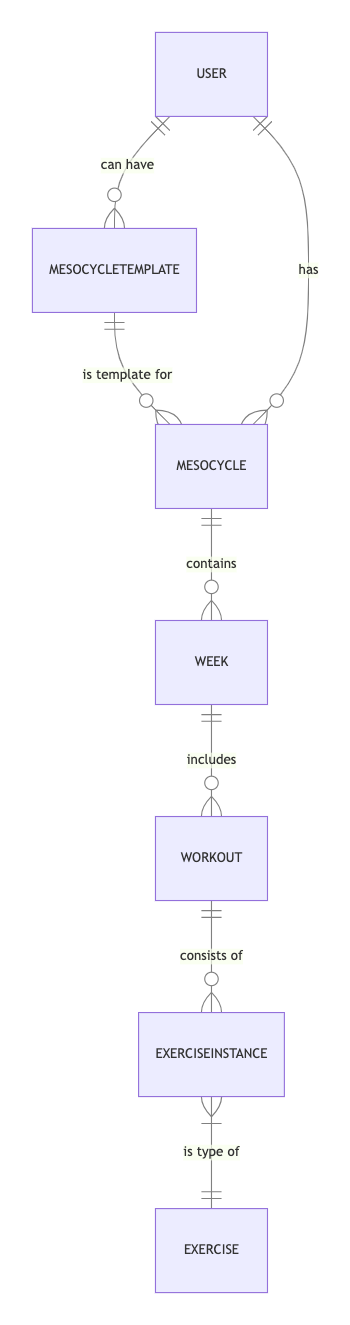 USER
can have
MESOCYCLETEMPLATE
has
is template for
MESOCYCLE
contains
WEEK
includes
WORKOUT
consists of
EXERCISEINSTANCE
is type of
EXERCISE